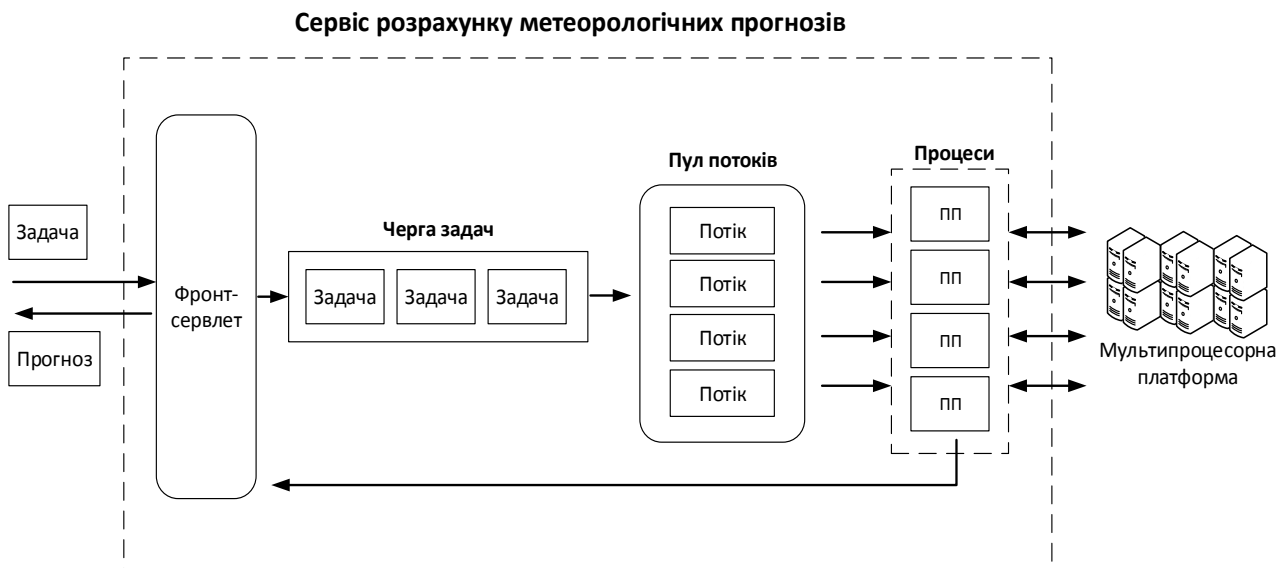 Сервіс розрахунку метеорологічних прогнозів
Задача
Прогноз
Фронт-
сервлет
Черга задач
Задача
Задача
Задача
Пул потоків
Потік
Потік
Потік
Потік
Процеси
ПП
ПП
ПП
ПП
Мультипроцесорна
платформа